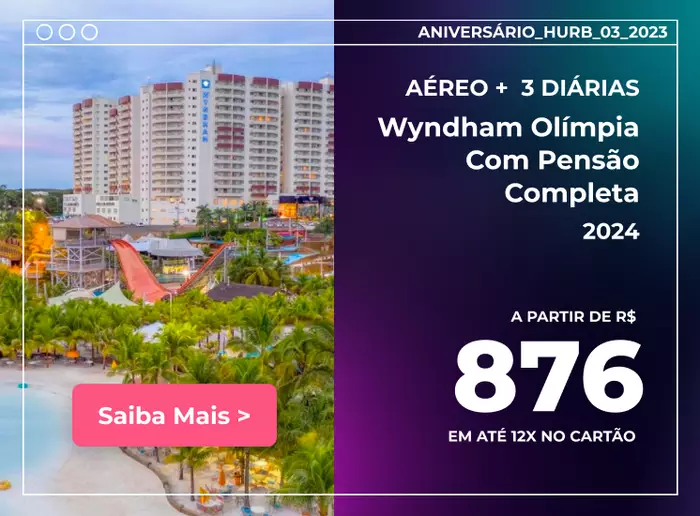 ANIVERSÁRIO_HURB_03_2023
AÉREO + 3 DIÁRIAS
Wyndham Olímpia
Com Pensão
Completa
2024
WYNDHAM
A PARTIR DE R$
876
EM ATÉ 12X NO CARTÃO
Saiba Mais >